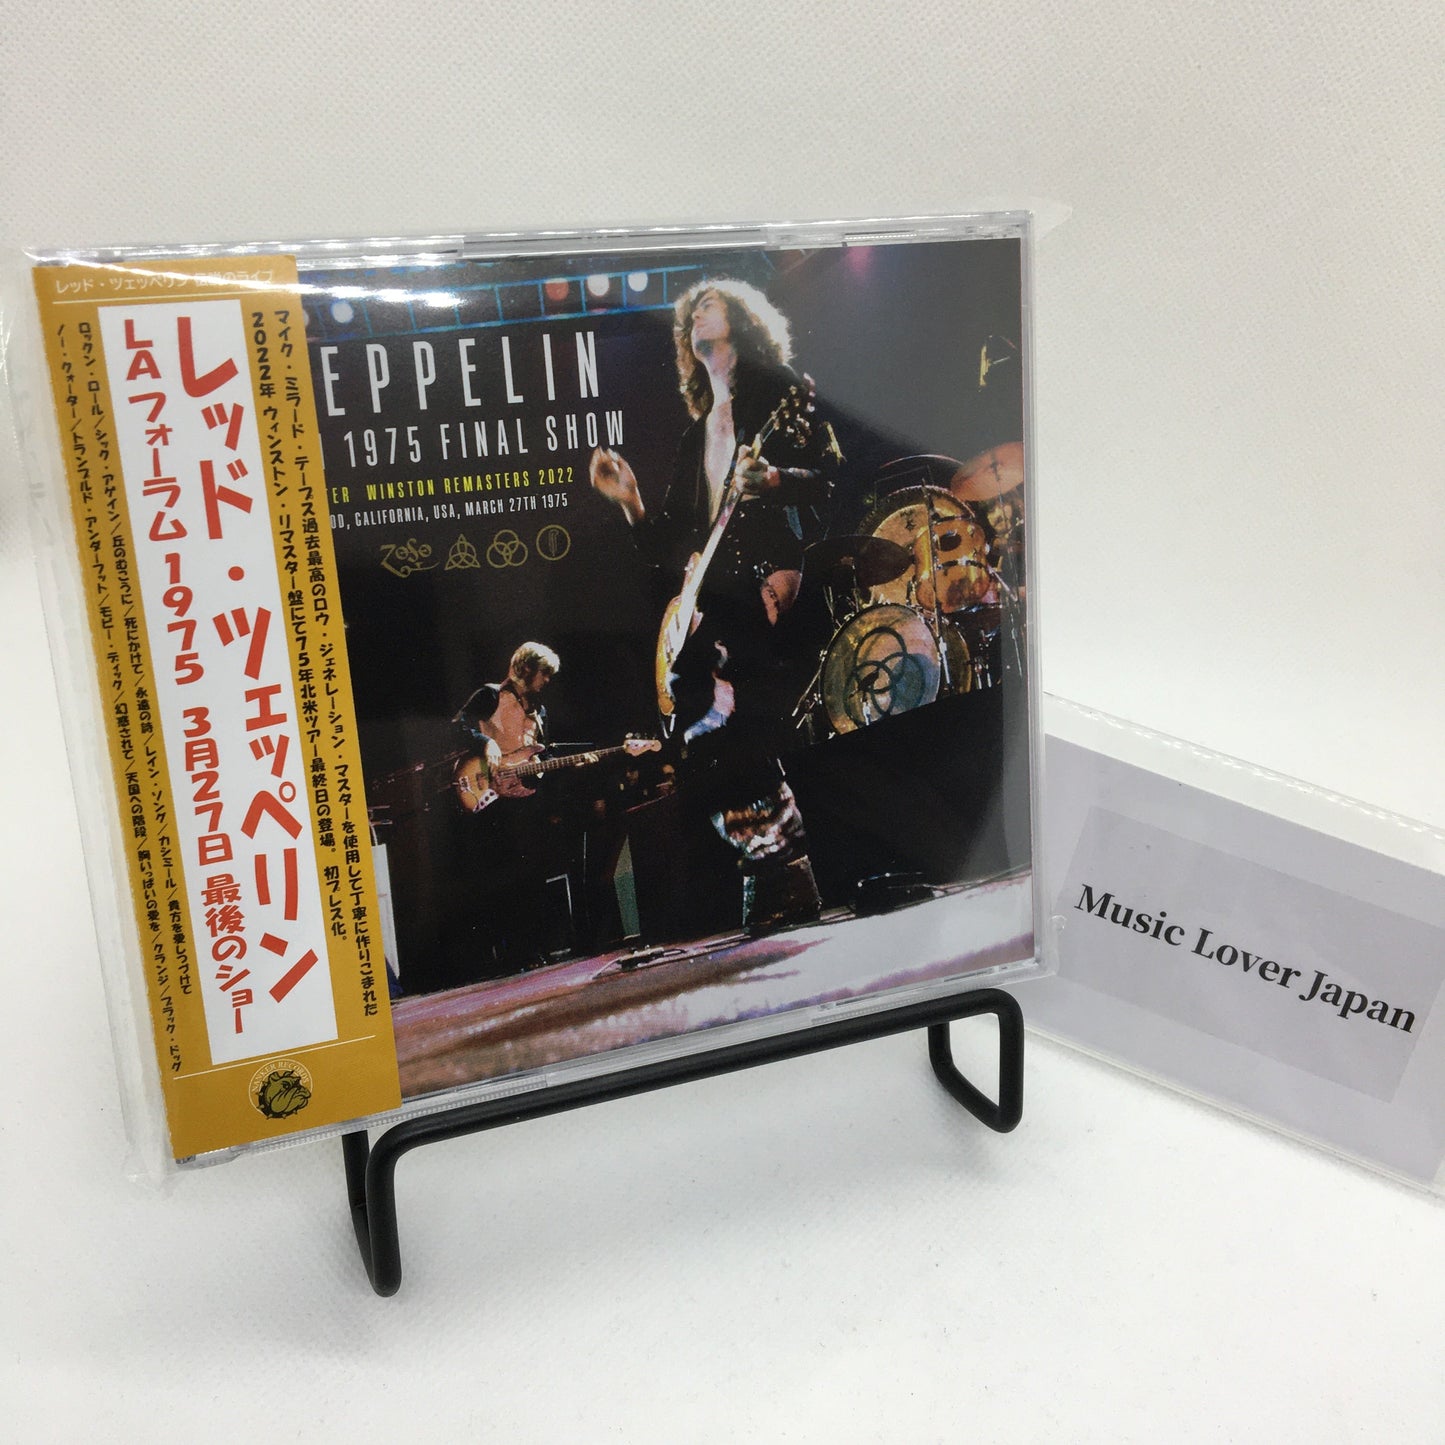 レッド・ツェッペリン 伝説のライブ
マイク・ミラード・テープス過去最高のロウ・ジェネレーション・マスターを使用して丁寧に作りこまれた
2022年 ウィンストン・リマスター盤にて75年北米ツアー最終日の登場。初プレス化。
レッド・ツェッペリン
LAフォーラム1975 3月27日 最後のショー
ロックン・ロール/シック・アゲイン/丘のむこうに/死にかけて/永遠の詩/レイン・ソング/カシミール/貴方を愛しつづけて
ノー・クォーター/トランプルド・アンダーフット/モビー・ディック/幻惑されて/天国への階段/胸いっぱいの愛を/クランジ/ブラック・ドッグ
RECORDS
EPPELIN
1975 FINAL SHOW
TER WINSTON REMASTERS 2022
OD, CALIFORNIA, USA, MARCH 27TH 1975
ZoSo
Music Lover Japan